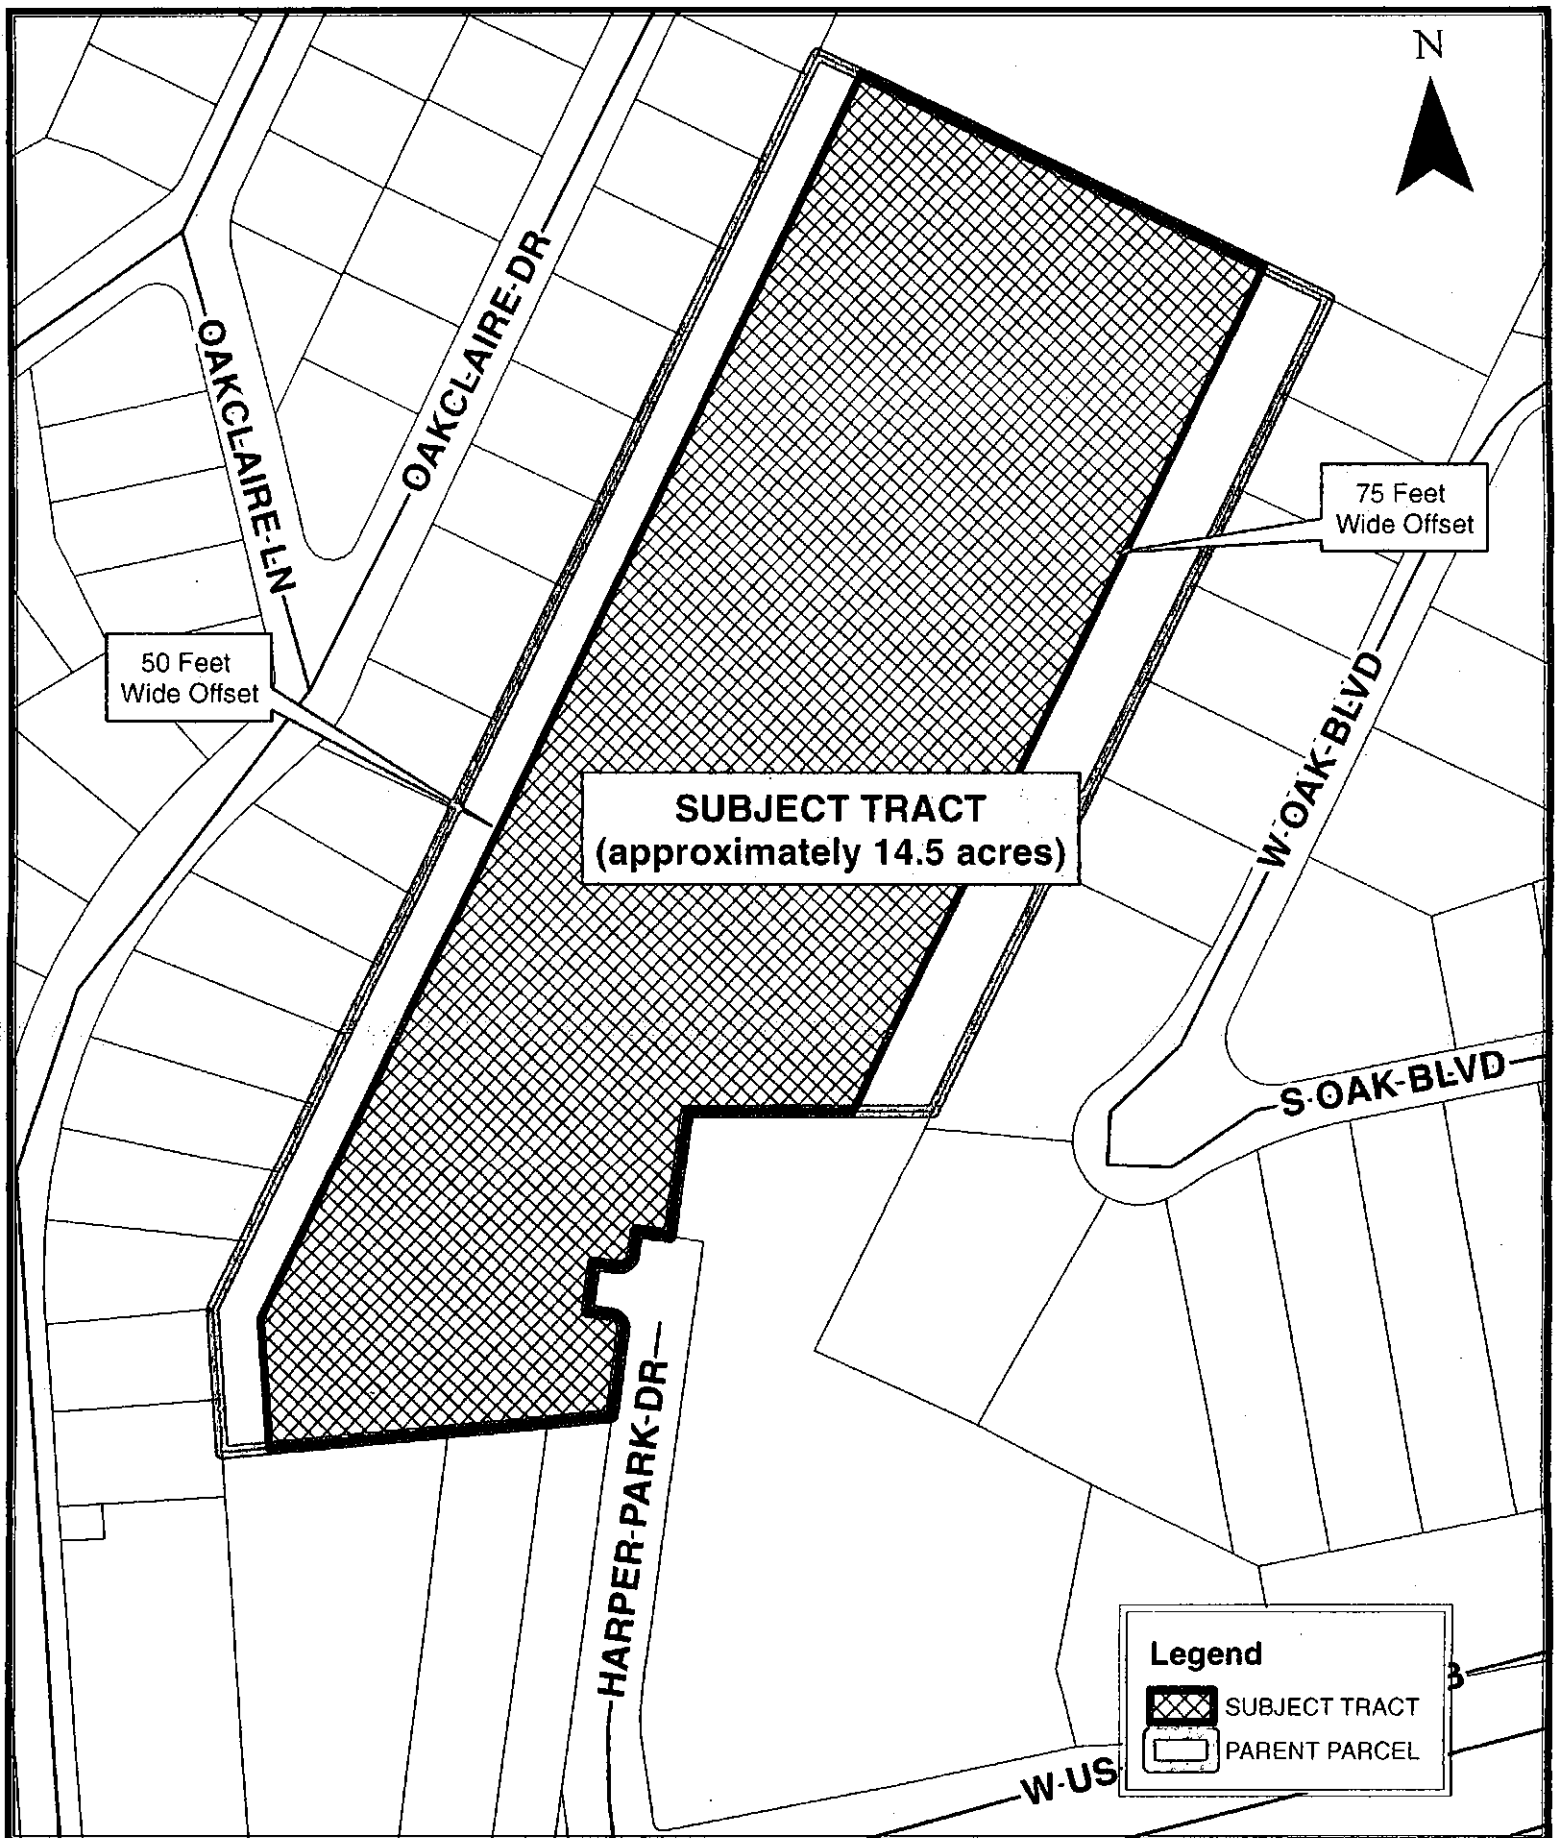 N
OAKCLAIRE-DR
OAKCLAIRE-LN
75 Feet
Wide Offset
50 Feet
Wide Offset
SUBJECT TRACT
(approximately 14.5 acres)
W-OAK-BLVD
S-OAK-BLVD
HARPER-PARK-DR
Legend
SUBJECT TRACT
PARENT PARCEL
W-US
B